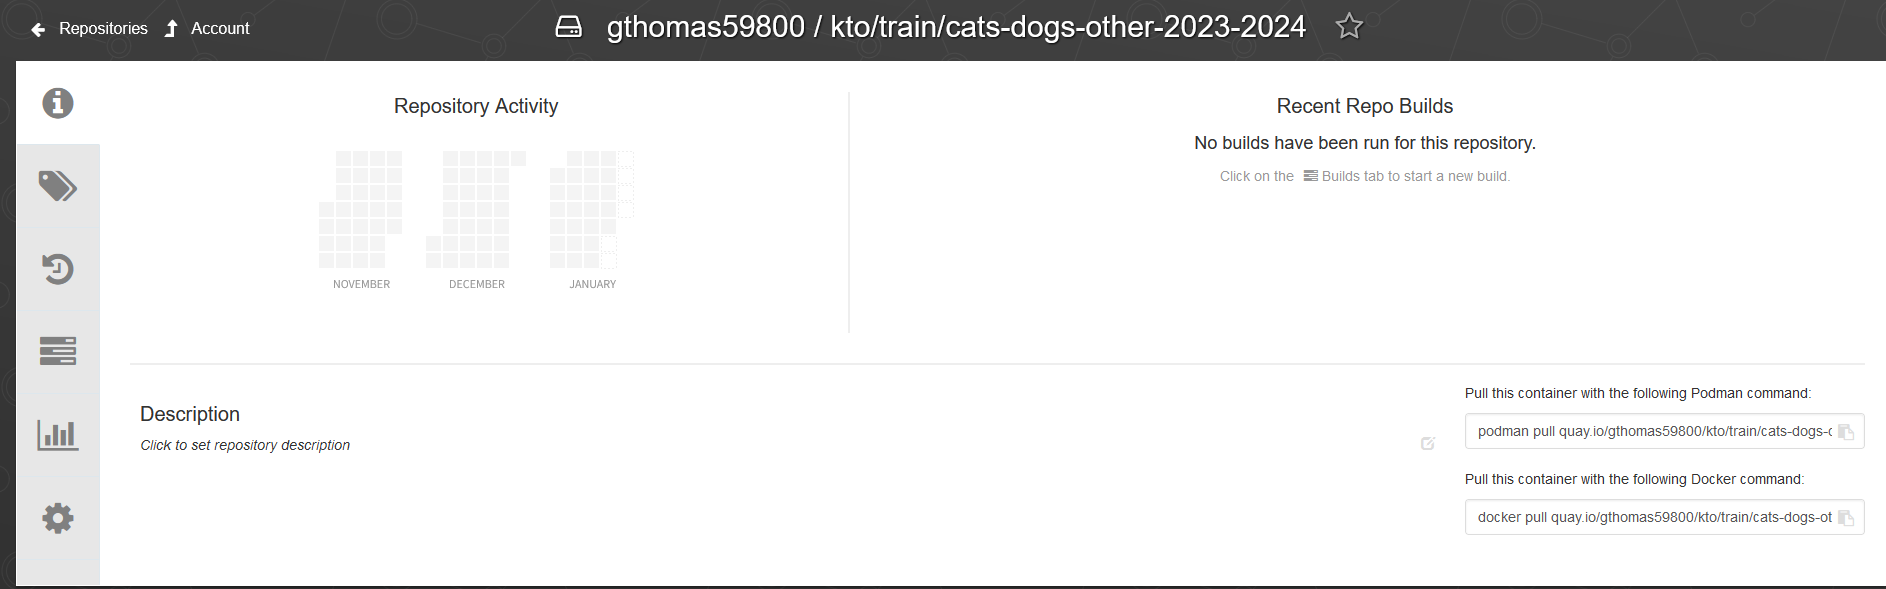 Repositories Account
gthomas59800 / kto/train/cats-dogs-other-2023-2024
Repository Activity
NOVEMBER DECEMBER JANUARY
Recent Repo Builds
No builds have been run for this repository.
Click on the Builds tab to start a new build.
Description
Click to set repository description
Pull this container with the following Podman command:
podman pull quay.io/gthomas59800/kto/train/cats-dogs-c
Pull this container with the following Docker command:
docker pull quay.io/gthomas59800/kto/train/cats-dogs-ot